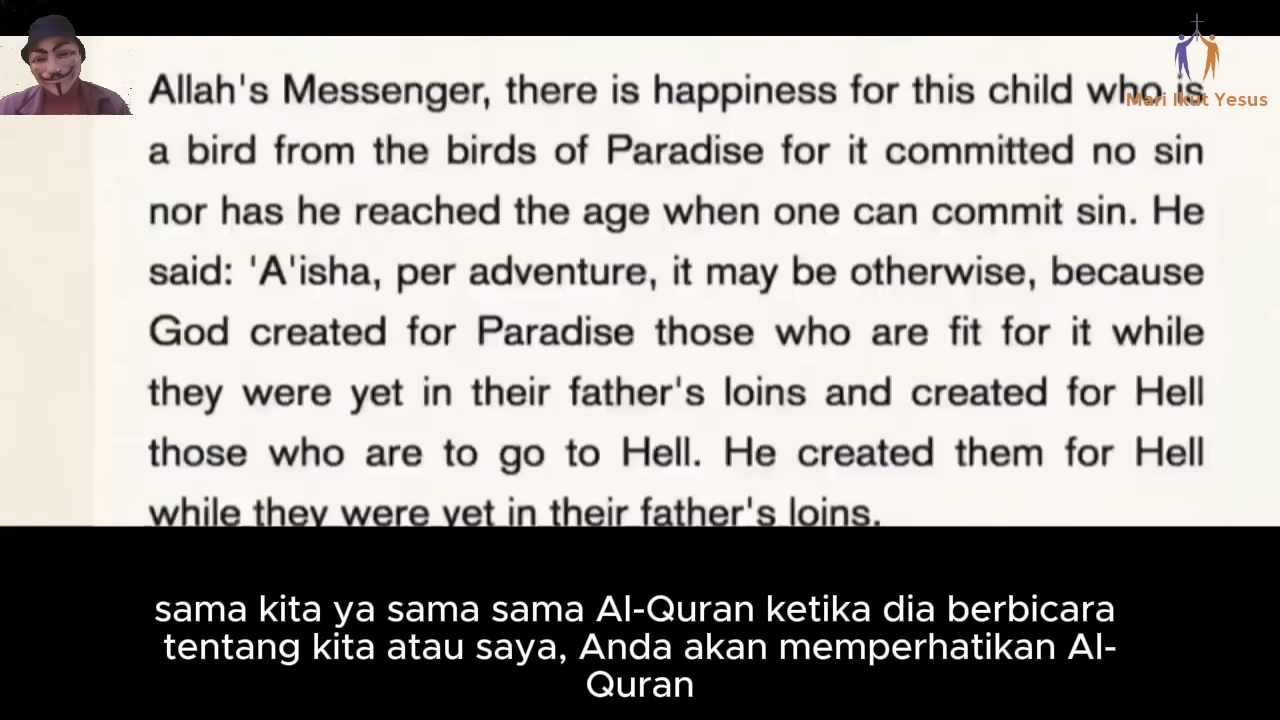 Allah's Messenger, there is happiness for this child who is
Mari Ikut Yesus
a bird from the birds of Paradise for it committed no sin
nor has he reached the age when one can commit sin. He
said: 'A'isha, per adventure, it may be otherwise, because
God created for Paradise those who are fit for it while
they were yet in their father's loins and created for Hell
those who are to go to Hell. He created them for Hell
while they were yet in their father's loins.
sama kita ya sama sama Al-Quran ketika dia berbicara
tentang kita atau saya, Anda akan memperhatikan Al-
Quran